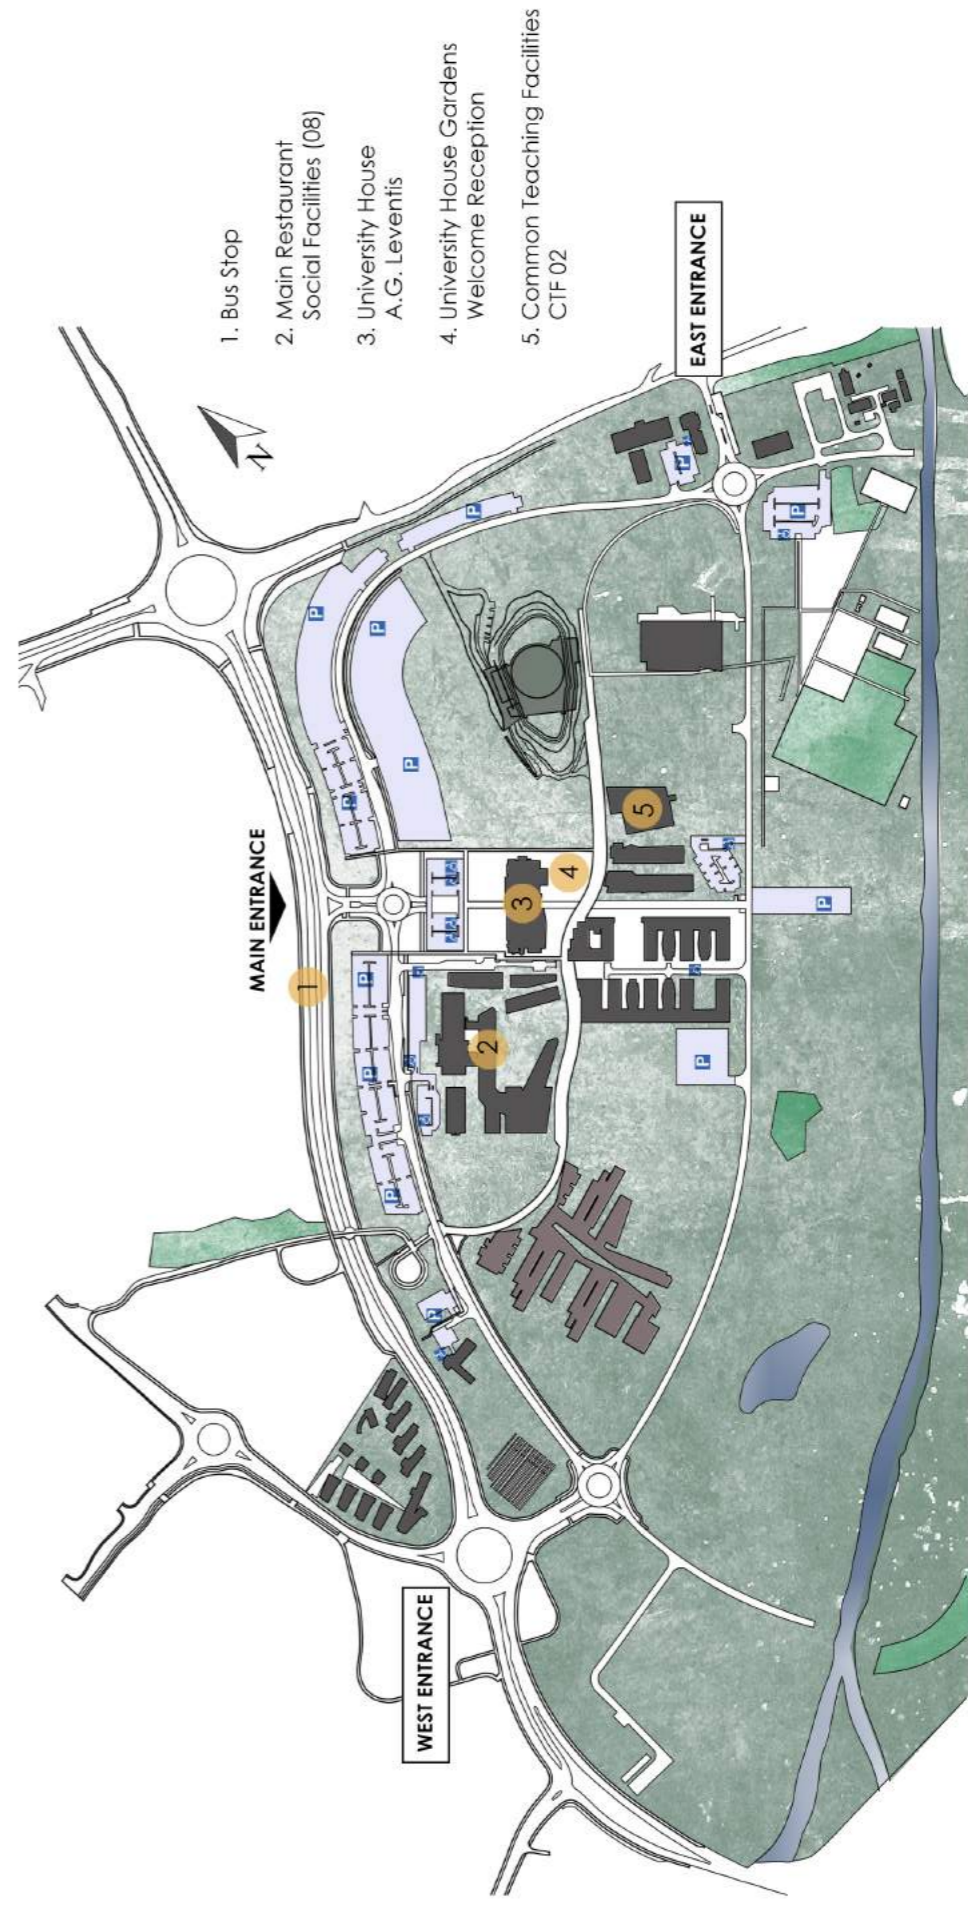 1. Bus Stop
2. Main Restaurant
Social Facilities (08)
3. University House
A.G. Leventis
4. University House Gardens
Welcome Reception
5. Common Teaching Facilities
CTF 02
N
MAIN ENTRANCE
WEST ENTRANCE
EAST ENTRANCE
1
2
3
4
5
P
P
P
P
P
P
P
P
P
P
P
P
P